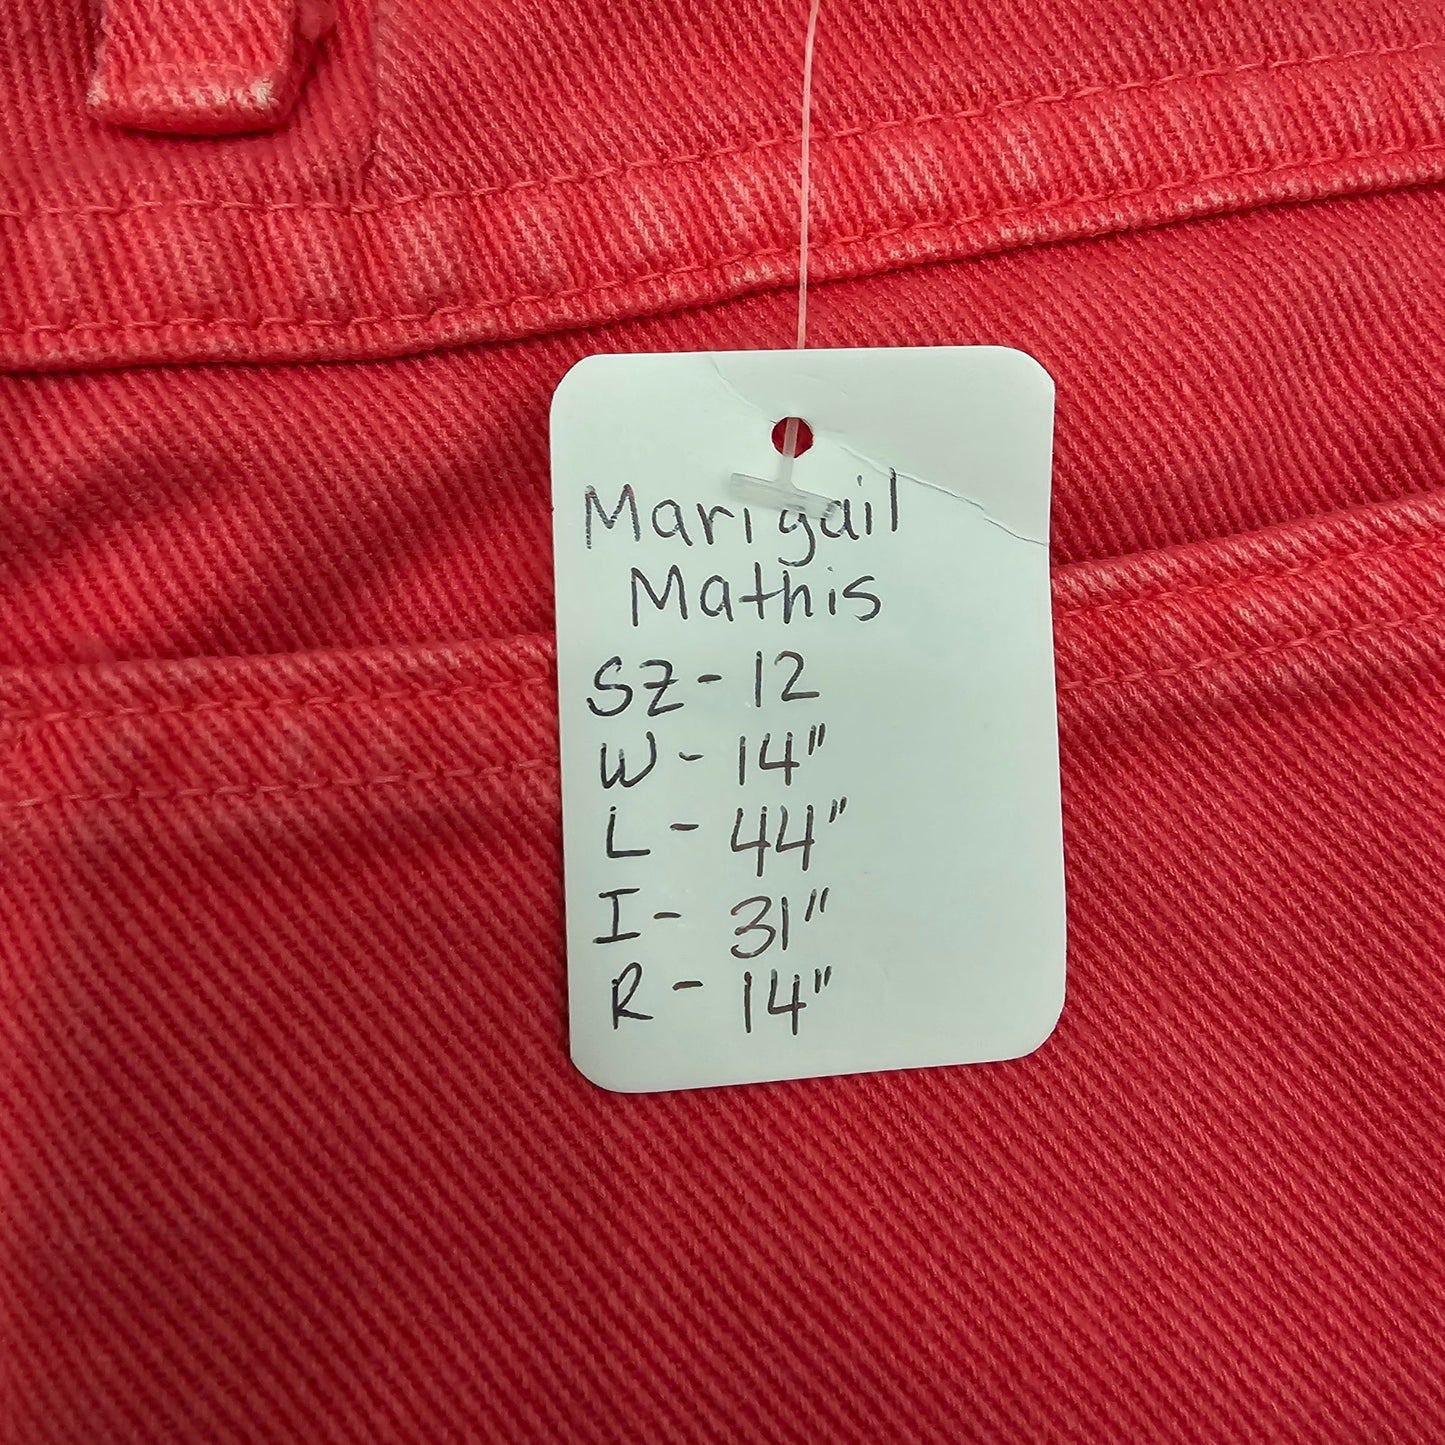 Marigail
Mathis
SZ - 12
W - 14"
L - 44"
I - 31"
R - 14"